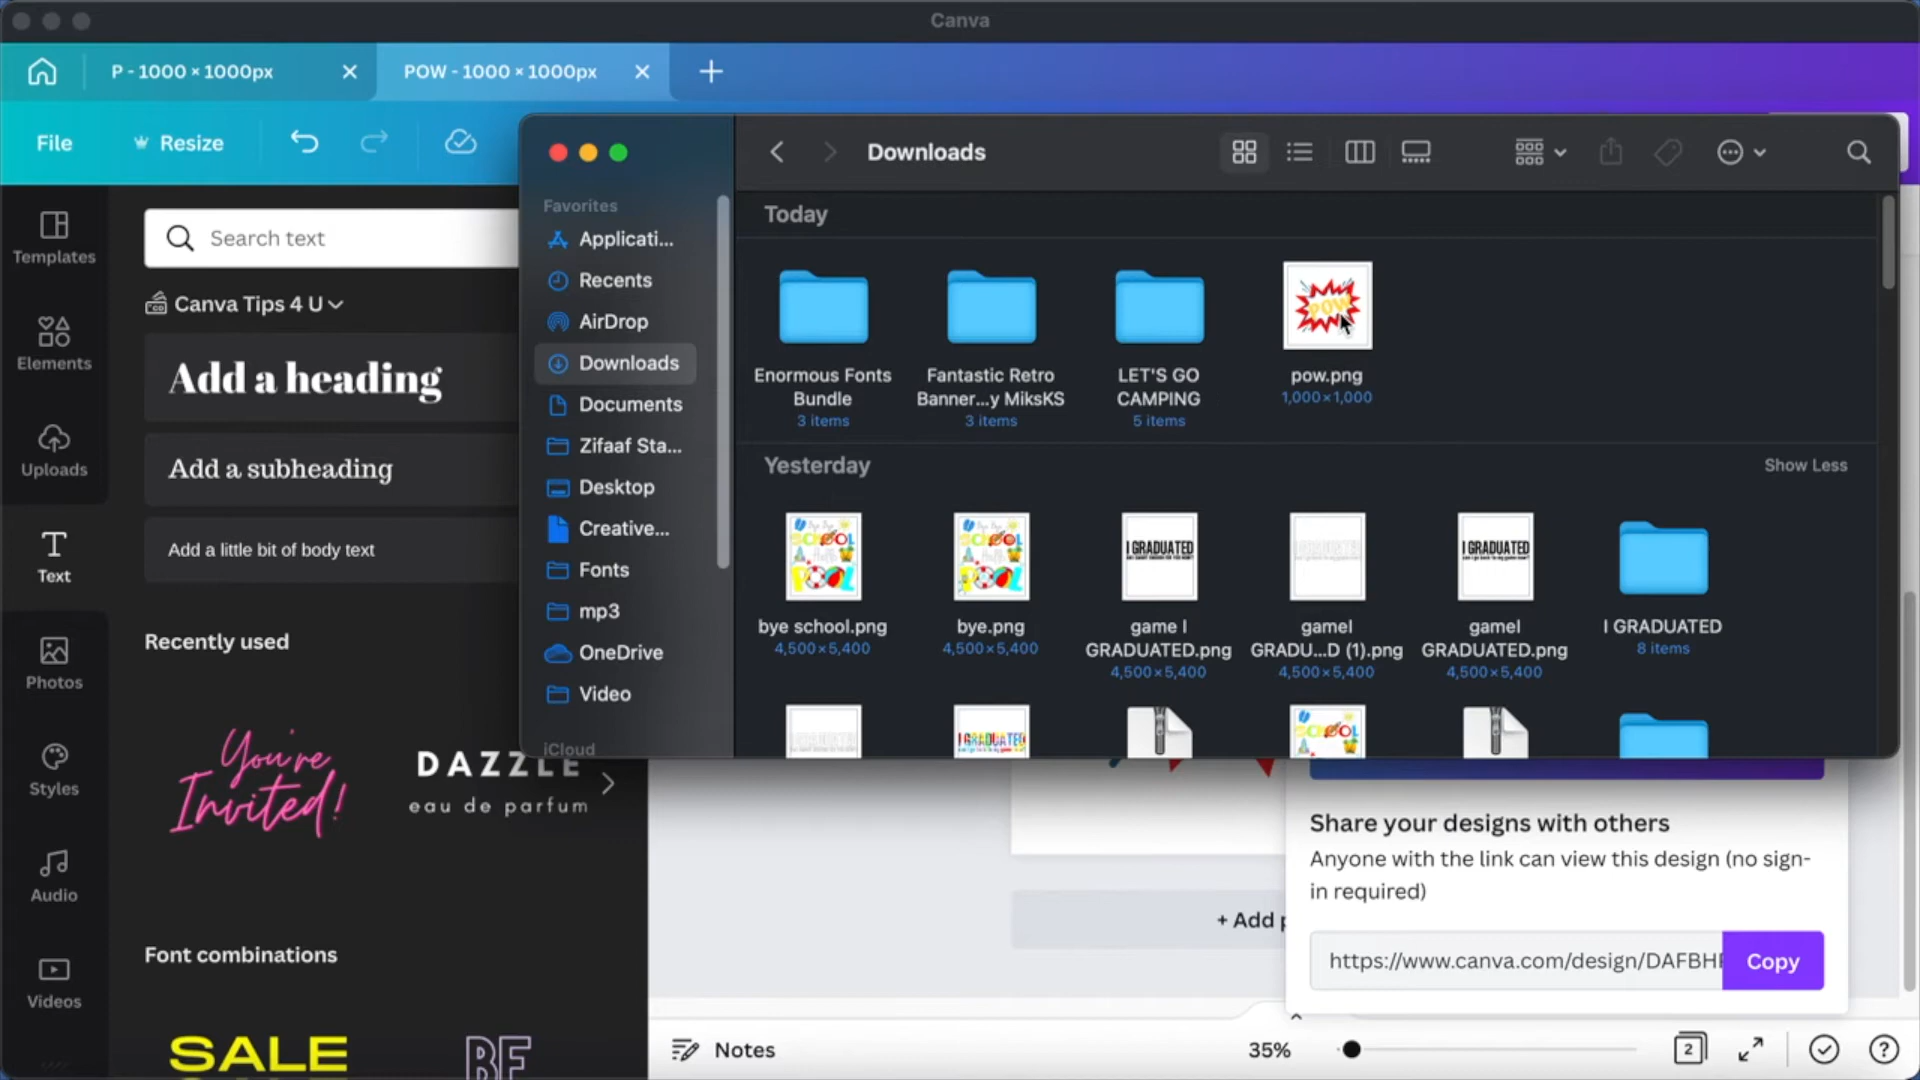 Canva
P - 1000 × 1000px
POW - 1000 × 1000px
File
Resize
Templates
Elements
Uploads
Text
Photos
Styles
Audio
Videos
Search text
Canva Tips 4 U
Add a heading
Add a subheading
Add a little bit of body text
Recently used
You're
Invited!
DAZZLE
eau de parfum
Font combinations
SALE
BE
Favorites
Applicati...
Recents
AirDrop
Downloads
Documents
Zifaaf Sta...
Desktop
Creative...
Fonts
mp3
OneDrive
Video
iCloud
Downloads
Today
POW
Enormous Fonts
Bundle
3 items
Fantastic Retro
Banner...y MiksKS
3 items
LET'S GO
CAMPING
5 items
pow.png
1,000×1,000
Yesterday
Show Less
SCHOOL
POOL
SCHOOL
POOL
I GRADUATED
I GRADUATED
bye school.png
4,500×5,400
bye.png
4,500×5,400
game I
GRADUATED.png
4,500×5,400
gameI
GRADU...D (1).png
4,500×5,400
gameI
GRADUATED.png
4,500×5,400
I GRADUATED
8 items
I GRADUATED
SCHOOL
Share your designs with others
Anyone with the link can view this design (no sign-
in required)
https://www.canva.com/design/DAFBH
Copy
+ Add
Notes
35%
2